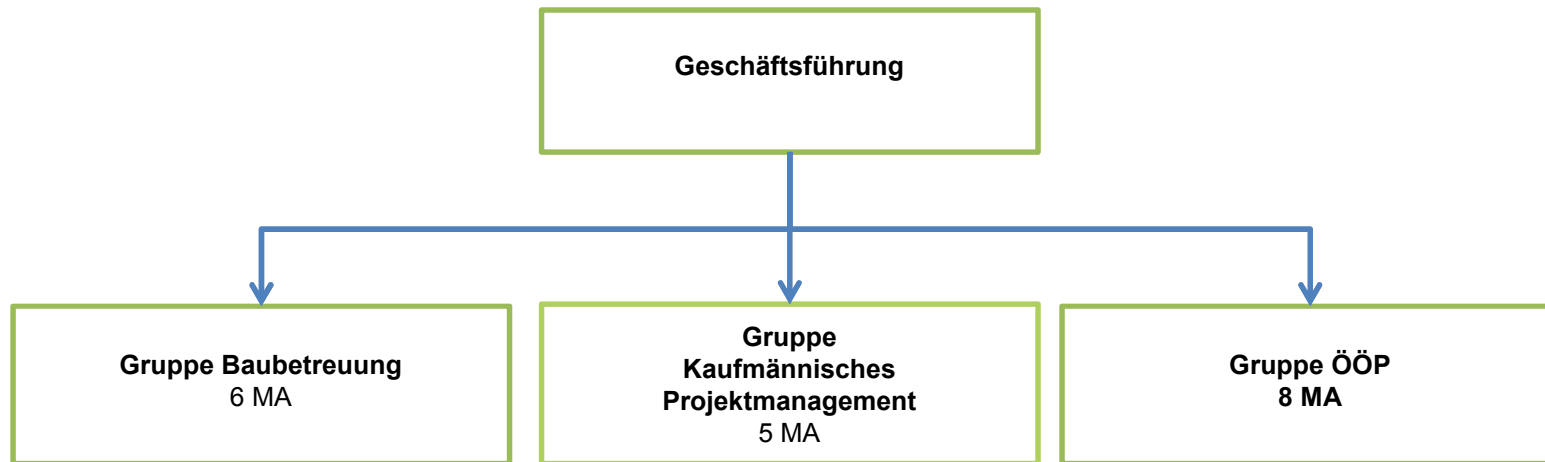 Geschäftsführung
Gruppe Baubetreuung
6 MA
Gruppe
Kaufmännisches
Projektmanagement
5 MA
Gruppe ÖÖP
8 MA